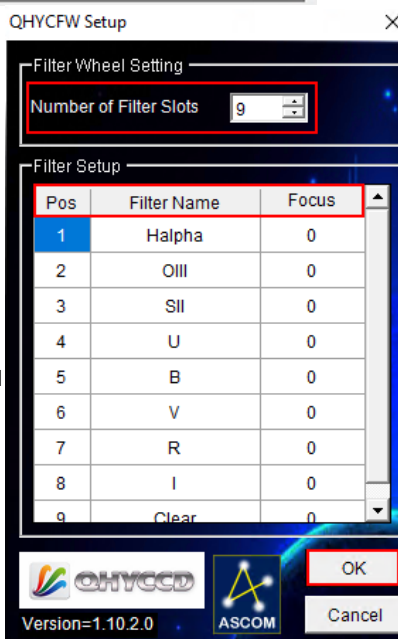 QHYCFW Setup
Filter Wheel Setting
Number of Filter Slots 9
Filter Setup
Pos Filter Name Focus
1 Halpha 0
2 OIII 0
3 SII 0
4 U 0
5 B 0
6 V 0
7 R 0
8 I 0
9 Clear 0
QHYCCD
ASCOM
OK
Cancel
Version=1.10.2.0